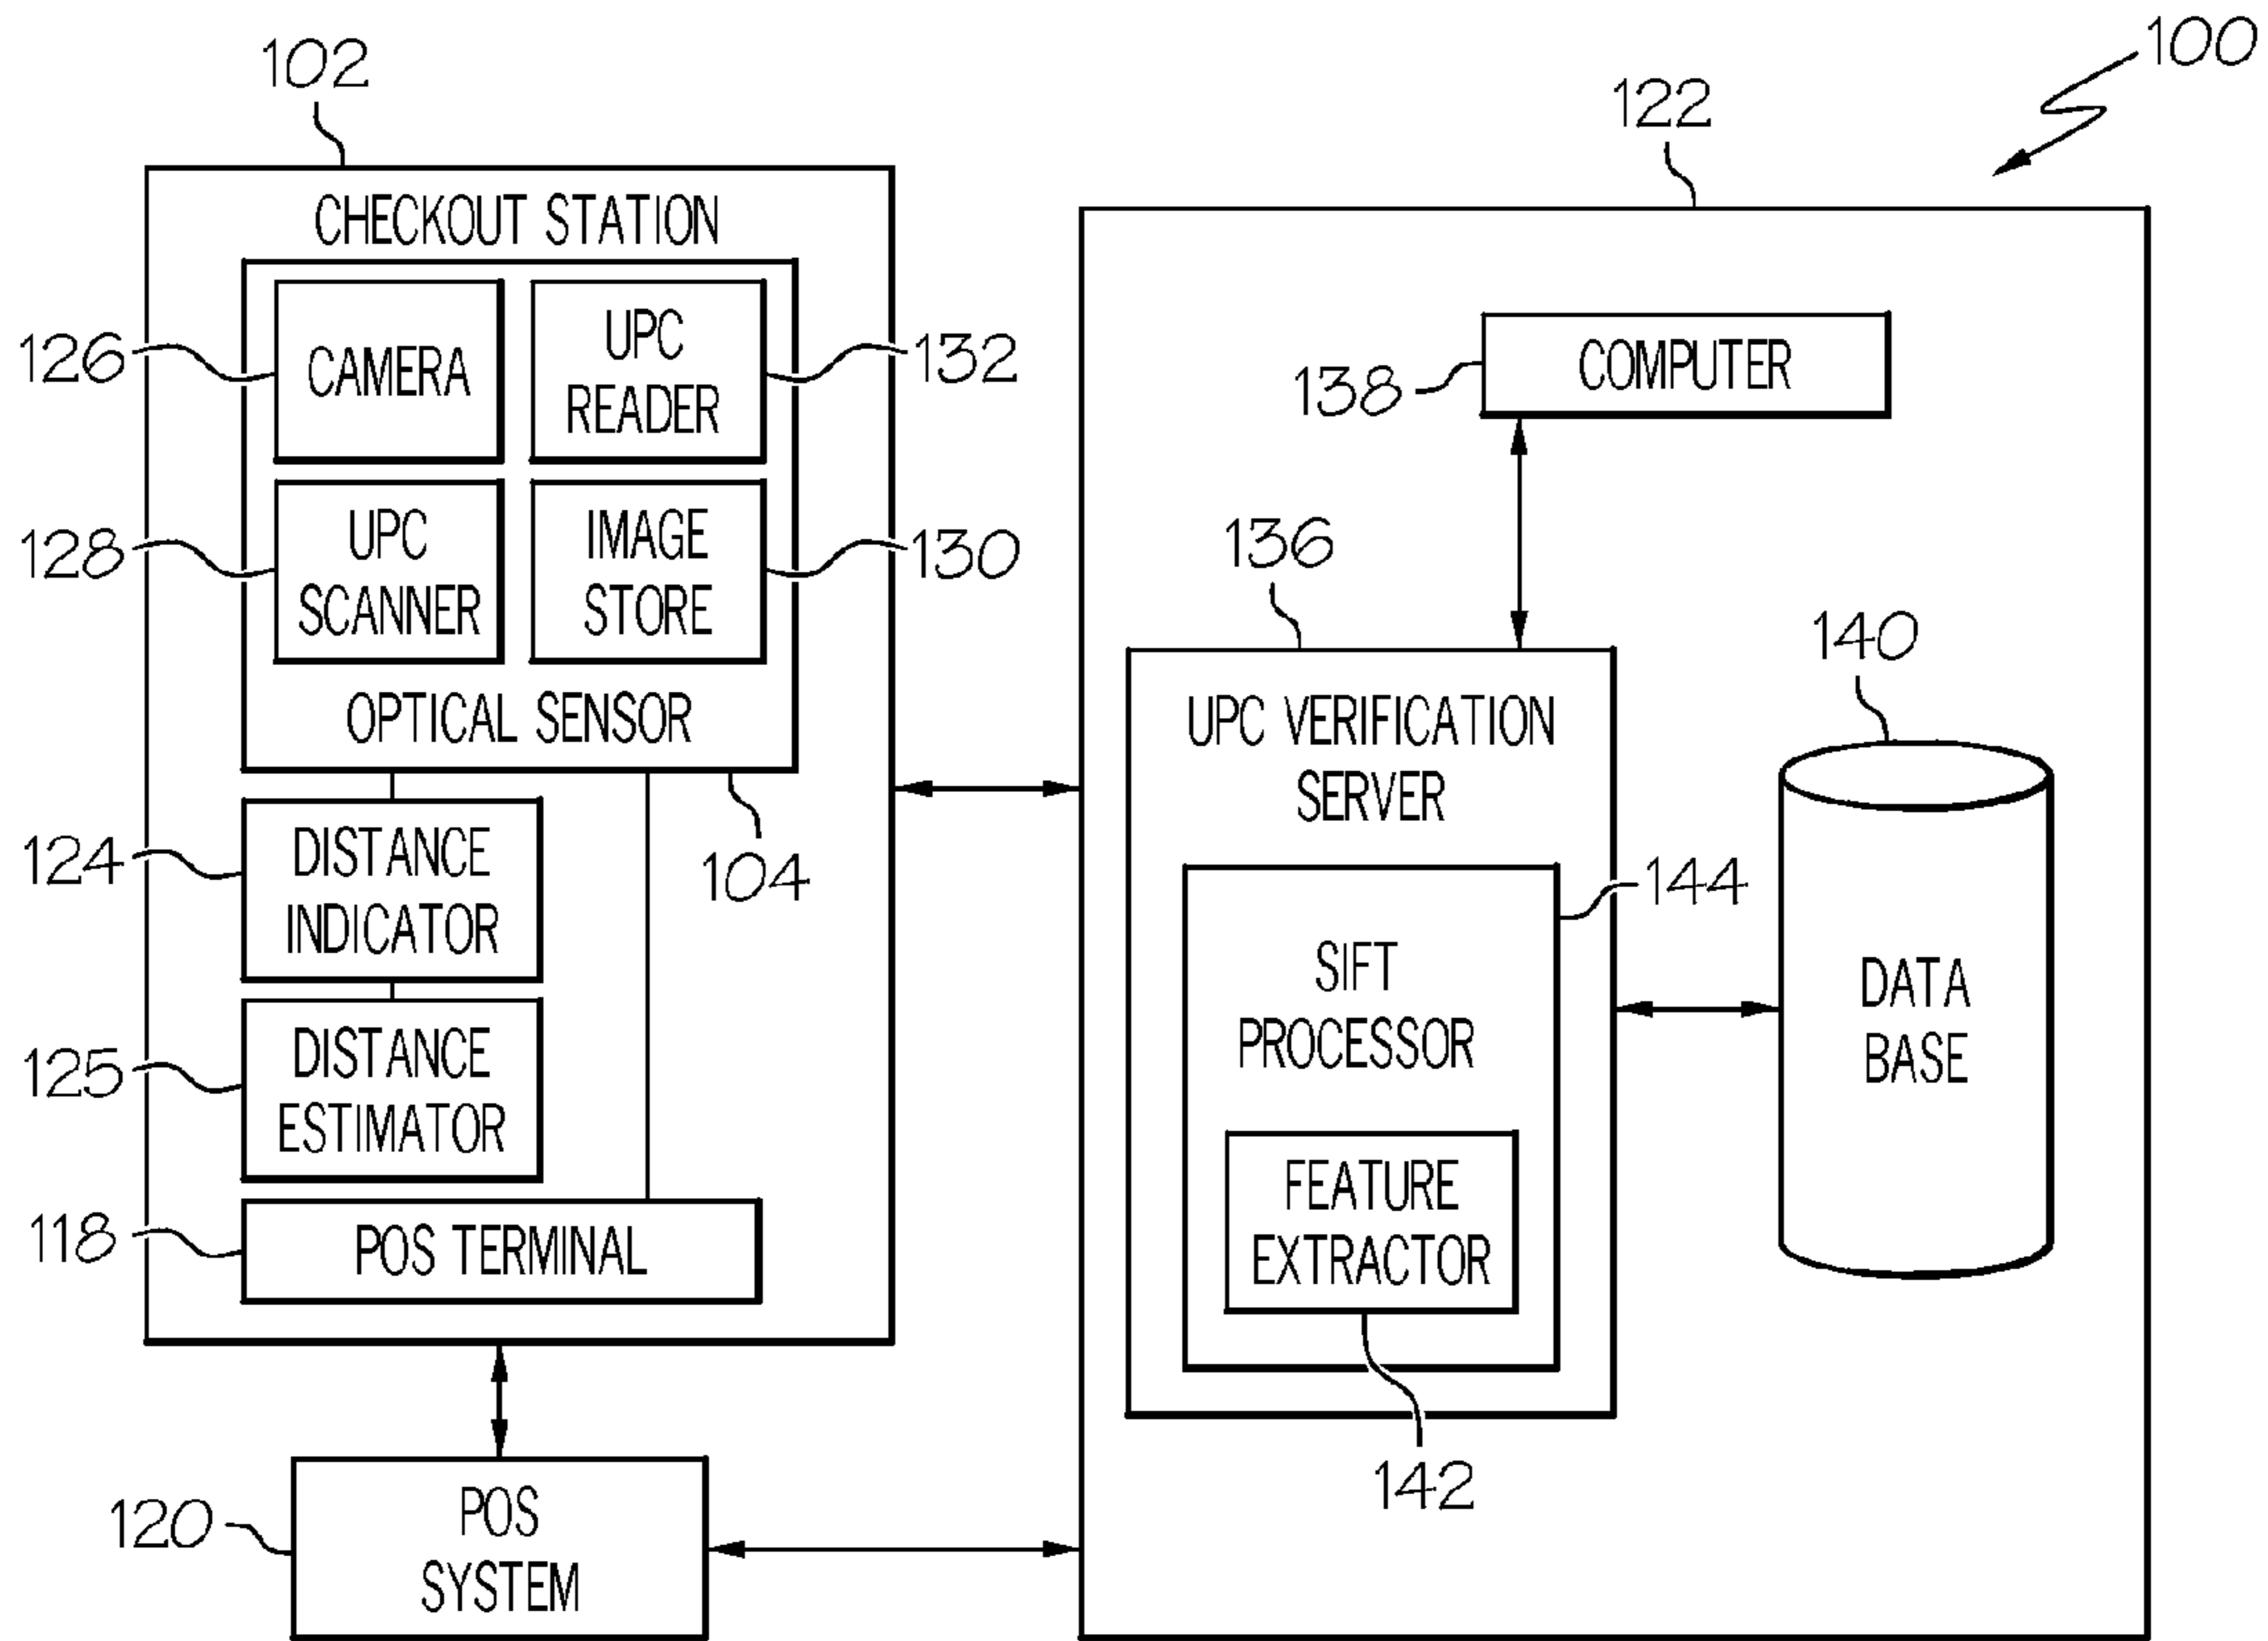 100
102
122
CHECKOUT STATION
126
CAMERA
UPC
READER
132
138
COMPUTER
128
UPC
SCANNER
IMAGE
STORE
130
136
140
OPTICAL SENSOR
UPC VERIFICATION
SERVER
124
DISTANCE
INDICATOR
104
144
125
DISTANCE
ESTIMATOR
SIFT
PROCESSOR
DATA
BASE
118
POS TERMINAL
FEATURE
EXTRACTOR
142
120
POS
SYSTEM